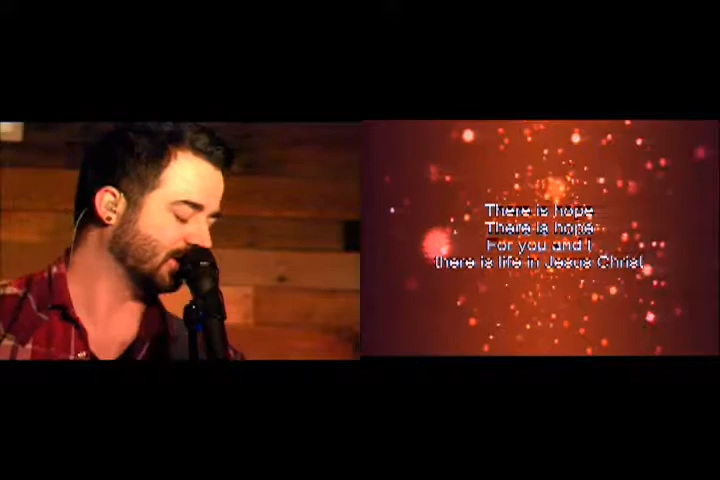 There is hope
There is hope
For you and I
there is life in Jesus Christ